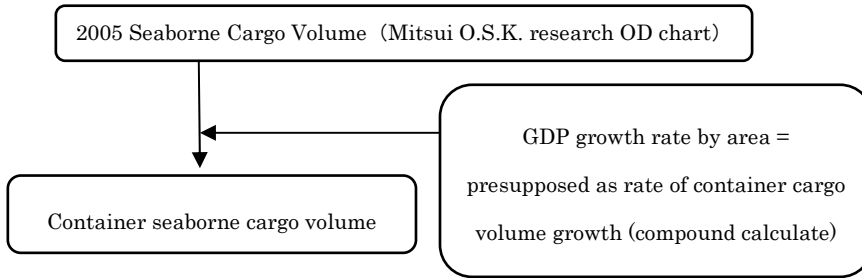 2005 Seaborne Cargo Volume (Mitsui O.S.K. research OD chart)
GDP growth rate by area =
presupposed as rate of container cargo
volume growth (compound calculate)
Container seaborne cargo volume